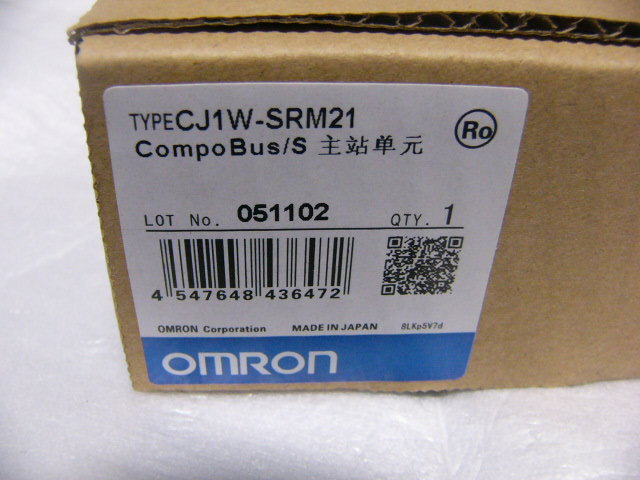 TYPE CJ1W-SRM21
CompoBus/S 主站单元
Ro
LOT No. 051102 QTY. 1
4 547648 436472
OMRON Corporation MADE IN JAPAN 8LKp5V7d
OMRON